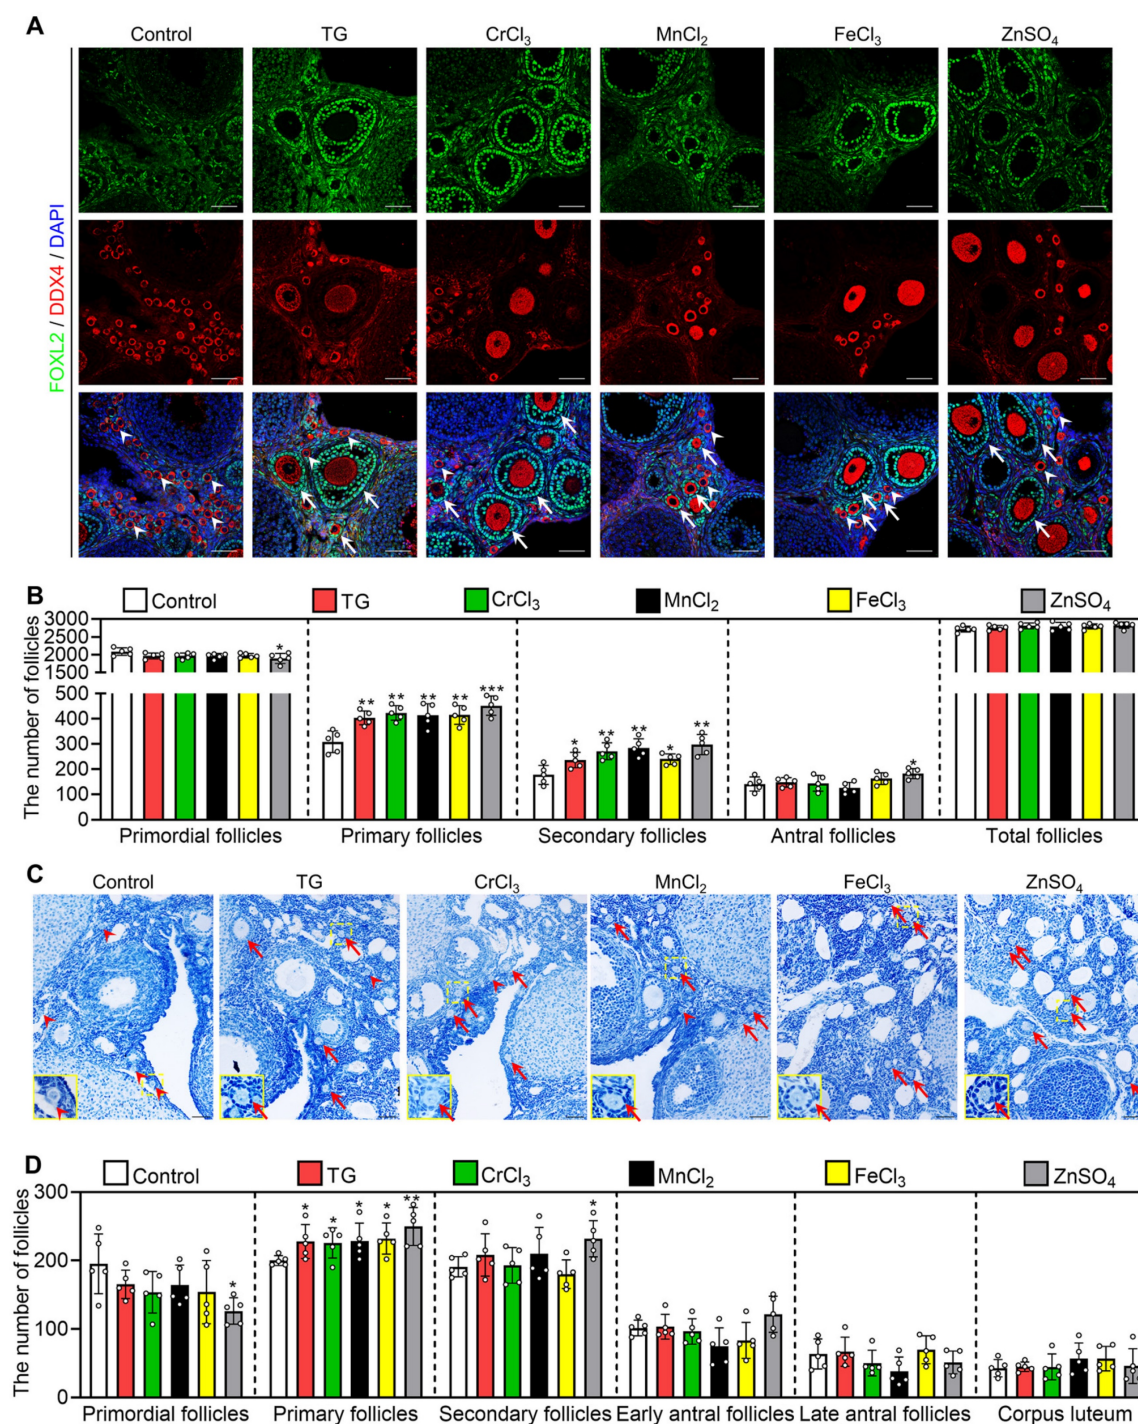 A
Control TG CrCl3 MnCl2 FeCl3 ZnSO4
FOXL2 / DDX4 / DAPI
B
Control TG CrCl3 MnCl2 FeCl3 ZnSO4
The number of follicles
3000
2500
2000
1500
500
400
300
200
100
0
* ** ** ** ** *** * ** ** * ** *
Primordial follicles Primary follicles Secondary follicles Antral follicles Total follicles
C
Control TG CrCl3 MnCl2 FeCl3 ZnSO4
D
Control TG CrCl3 MnCl2 FeCl3 ZnSO4
The number of follicles
300
200
100
0
* * * * * ** *
Primordial follicles Primary follicles Secondary follicles Early antral follicles Late antral follicles Corpus luteum